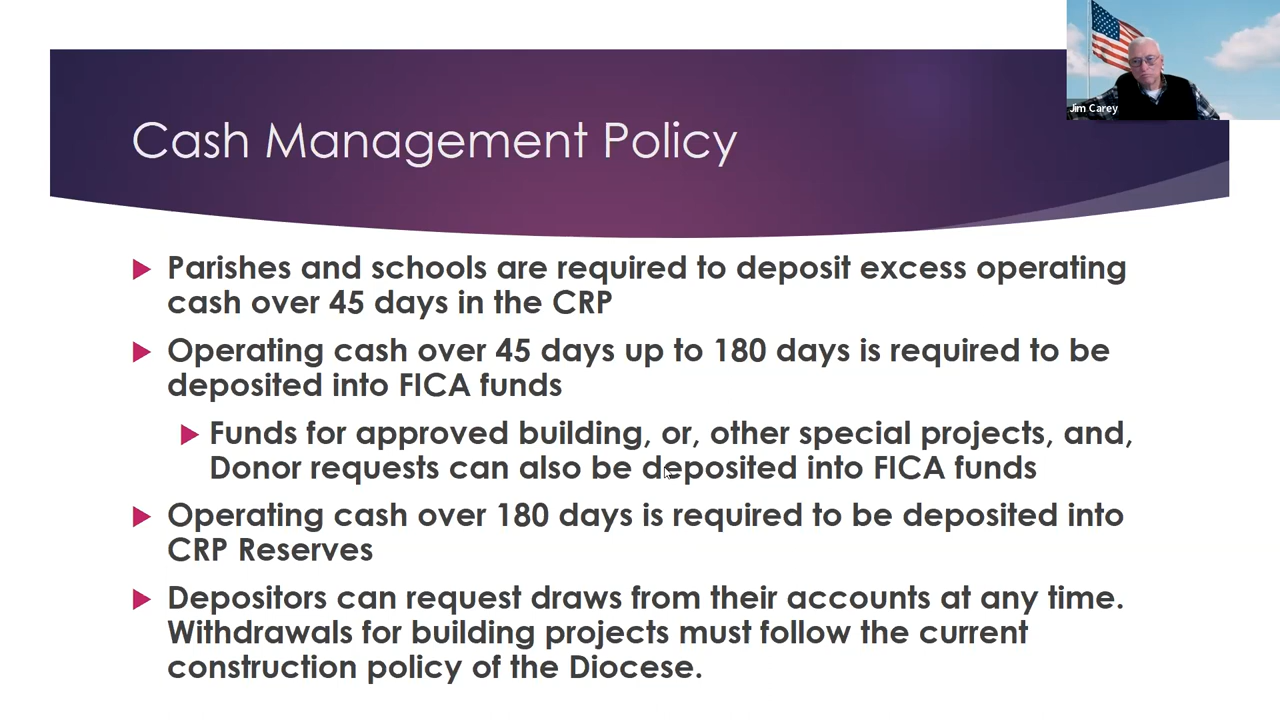 Jim Carey
Cash Management Policy
Parishes and schools are required to deposit excess operating
cash over 45 days in the CRP
Operating cash over 45 days up to 180 days is required to be
deposited into FICA funds
Funds for approved building, or, other special projects, and,
Donor requests can also be deposited into FICA funds
Operating cash over 180 days is required to be deposited into
CRP Reserves
Depositors can request draws from their accounts at any time.
Withdrawals for building projects must follow the current
construction policy of the Diocese.